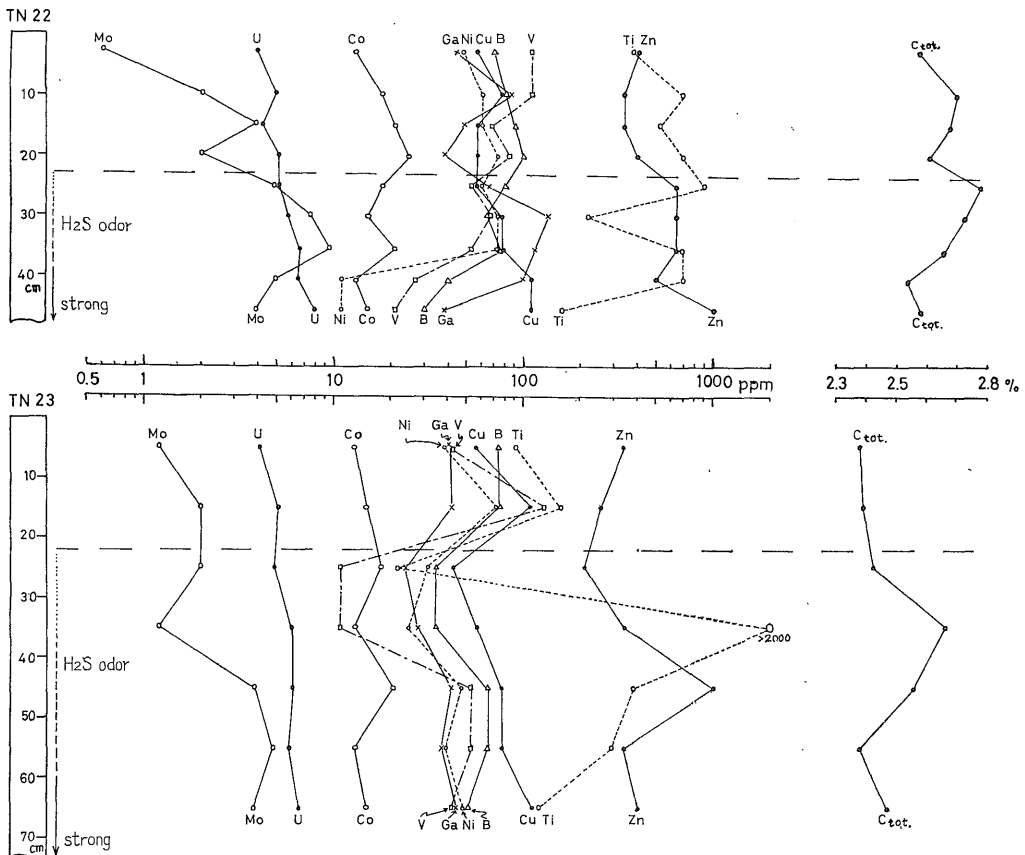 TN 22
Mo U Co Ga Ni Cu B V Ti Zn Ctot.
10
20
30
H2S odor
40
cm
strong
Mo U Ni Co V B Ga Cu Ti Zn Ctot.
0.5 1 10 100 1000 ppm 2.3 2.5 2.8 %
TN 23
Mo U Co Ni Ga V Cu B Ti Zn Ctot.
10
20
30
>2000
H2S odor
40
50
60
Mo U Co V Ga Ni B Cu Ti Zn Ctot.
70
cm
strong